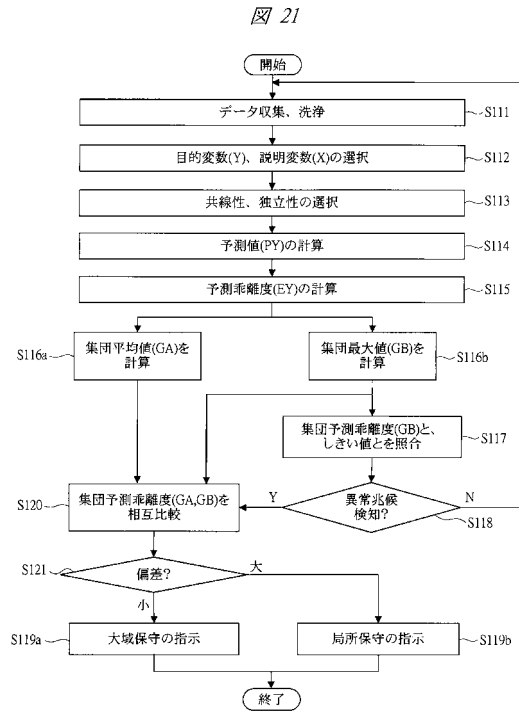 図 21
開始
データ収集、洗浄
S111
目的変数(Y)、説明変数(X)の選択
S112
共線性、独立性の選択
S113
予測値(PY)の計算
S114
予測乖離度(EY)の計算
S115
S116a
集団平均値(GA)を
計算
集団最大値(GB)を
計算
S116b
集団予測乖離度(GB)と、
しきい値とを照合
S117
S120
集団予測乖離度(GA,GB)を
相互比較
Y
異常兆候
検知?
N
S118
S121
偏差?
大
小
S119a
大域保守の指示
局所保守の指示
S119b
終了